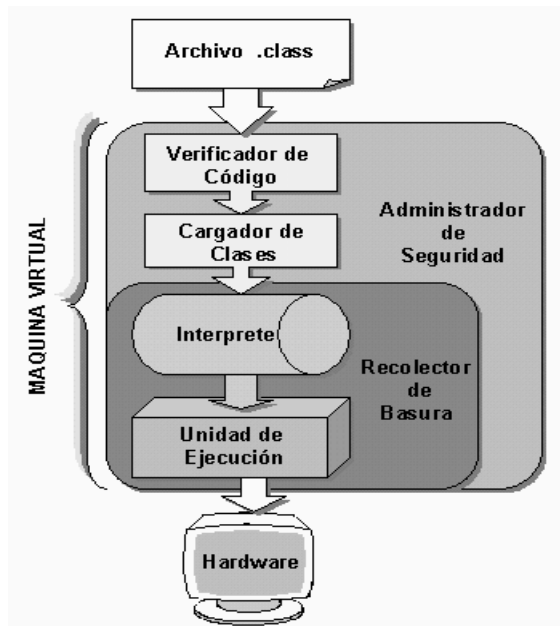 Archivo .class
Verificador de
Código
Cargador de
Clases
Administrador
de
Seguridad
MAQUINA VIRTUAL
Interprete
Recolector
de
Basura
Unidad de
Ejecución
Hardware